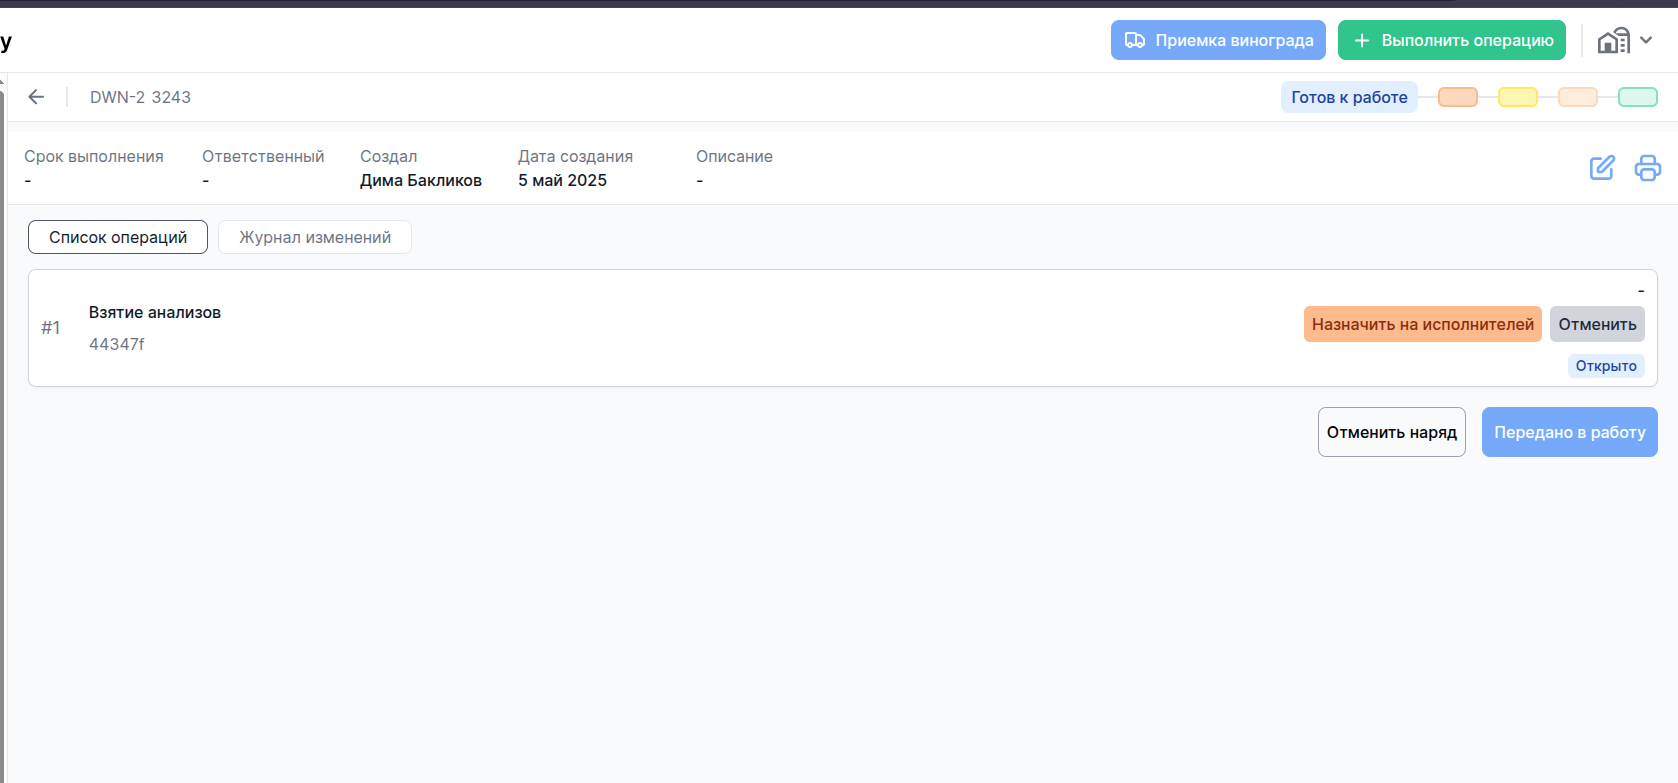 y
Приемка винограда
Выполнить операцию
DWN-2 3243
Готов к работе
Срок выполнения
-
Ответственный
-
Создал
Дима Бакликов
Дата создания
5 май 2025
Описание
-
Список операций
Журнал изменений
-
#1
Взятие анализов
44347f
Назначить на исполнителей
Отменить
Открыто
Отменить наряд
Передано в работу